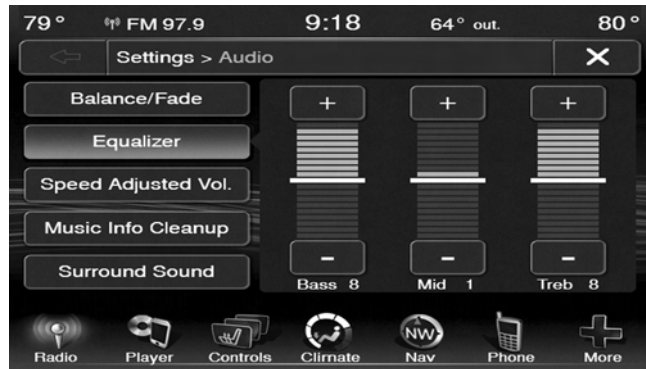 79° FM 97.9 9:18 64° out. 80°
Settings > Audio
Balance/Fade
Equalizer
Speed Adjusted Vol.
Music Info Cleanup
Surround Sound
+ + +
- - -
Bass 8 Mid 1 Treb 8
NW
Radio Player Controls Climate Nav Phone More